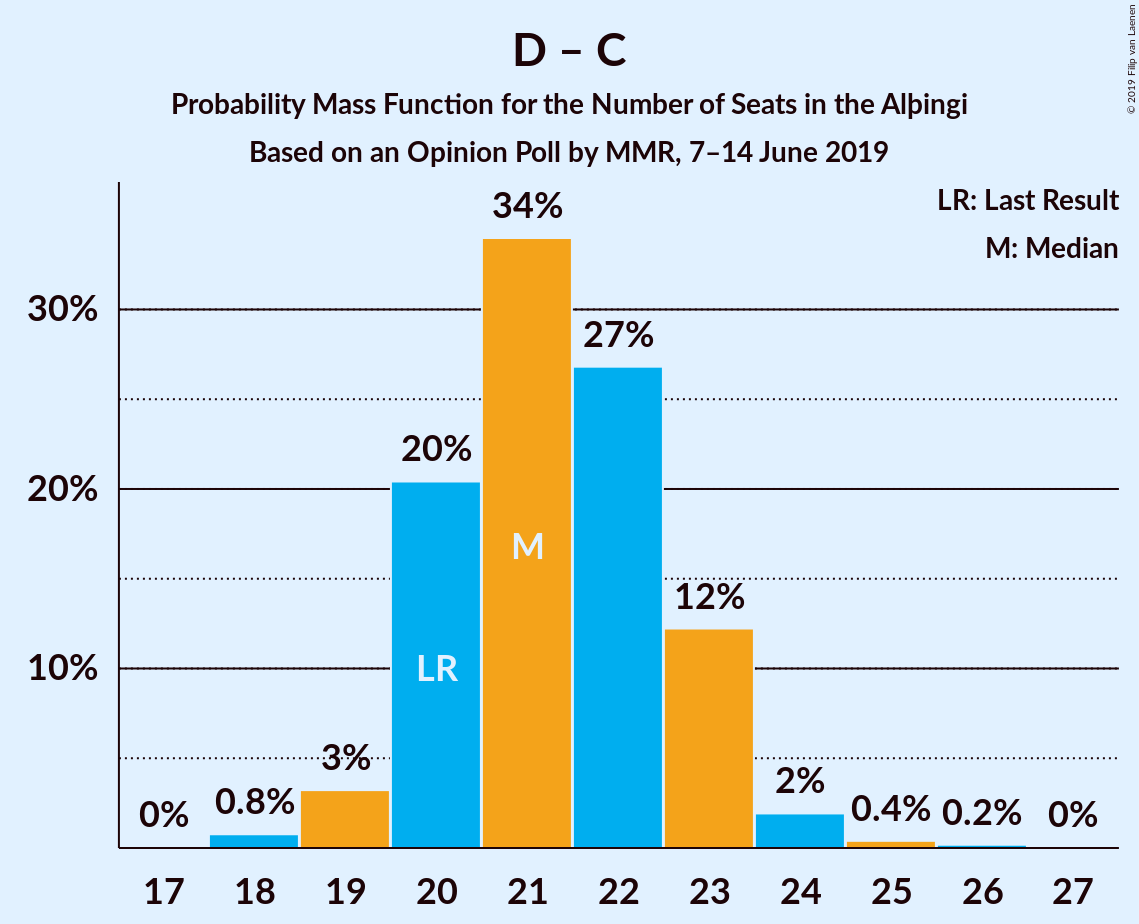 D – C
Probability Mass Function for the Number of Seats in the Alþingi
Based on an Opinion Poll by MMR, 7–14 June 2019
© 2019 Filip van Laenen
LR: Last Result
M: Median
34%
30%
27%
20%
20%
M
12%
LR
10%
3%
2%
0%
0.8%
0.4%
0.2%
0%
17 18 19 20 21 22 23 24 25 26 27